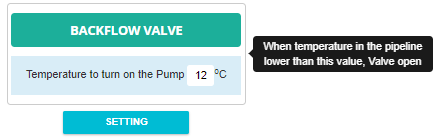 BACKFLOW VALVE
Temperature to turn on the Pump 12 °C
SETTING
When temperature in the pipeline
lower than this value, Valve open